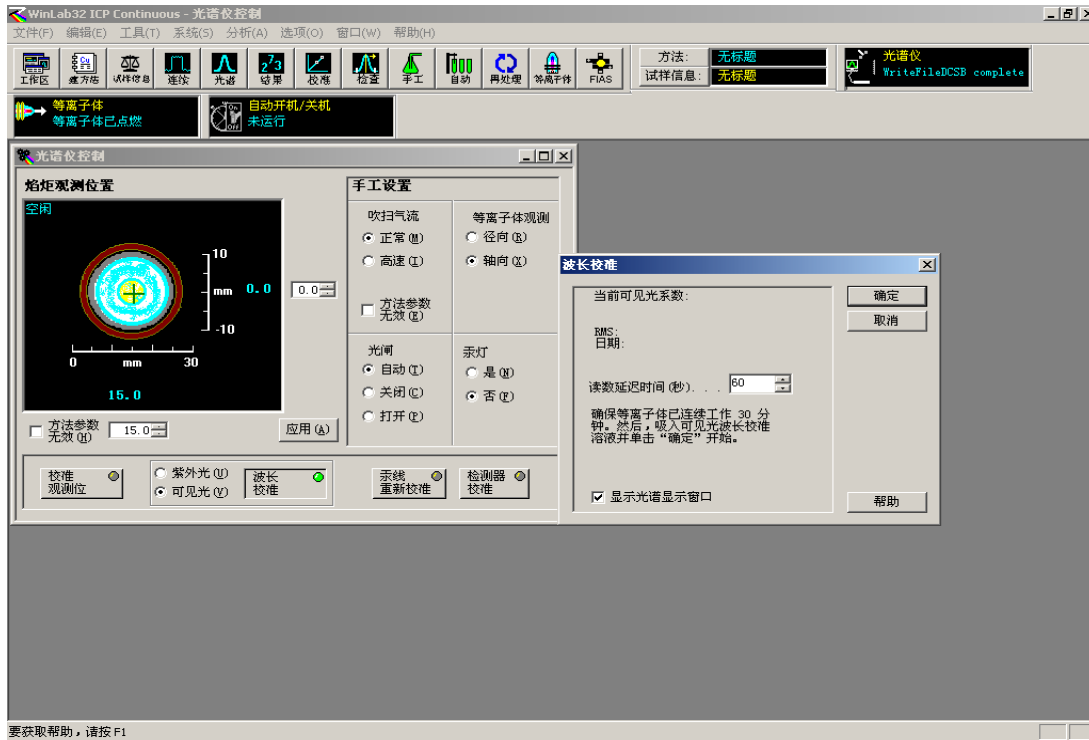 WinLab32 ICP Continuous - 光谱仪控制
文件(F) 编辑(E) 工具(T) 系统(S) 分析(A) 选项(O) 窗口(W) 帮助(H)
工作区 建方法 试样信息 连续 光谱 结果 校准 检查 手工 自动 再处理 等离子体 FIAS
方法: 无标题
试样信息: 无标题
光谱仪
WriteFileDCSB complete
等离子体
等离子体已点燃
自动开机/关机
未运行
光谱仪控制
焰炬观测位置
空闲
10
mm 0.0 0.0
-10
0 mm 30
15.0
方法参数
无效(H) 15.0
应用(A)
手工设置
吹扫气流
正常(M)
高速(I)
方法参数
无效(E)
等离子体观测
径向(R)
轴向(X)
光闸
自动(T)
关闭(C)
打开(P)
汞灯
是(N)
否(F)
校准
观测位
紫外光(U)
可见光(V)
波长
校准
汞线
重新校准
检测器
校准
波长校准
当前可见光系数:
RMS:
日期:
读数延迟时间(秒). . . 60
确保等离子体已连续工作 30 分
钟。然后,吸入可见光波长校准
溶液并单击“确定”开始。
显示光谱显示窗口
确定
取消
帮助
要获取帮助,请按 F1